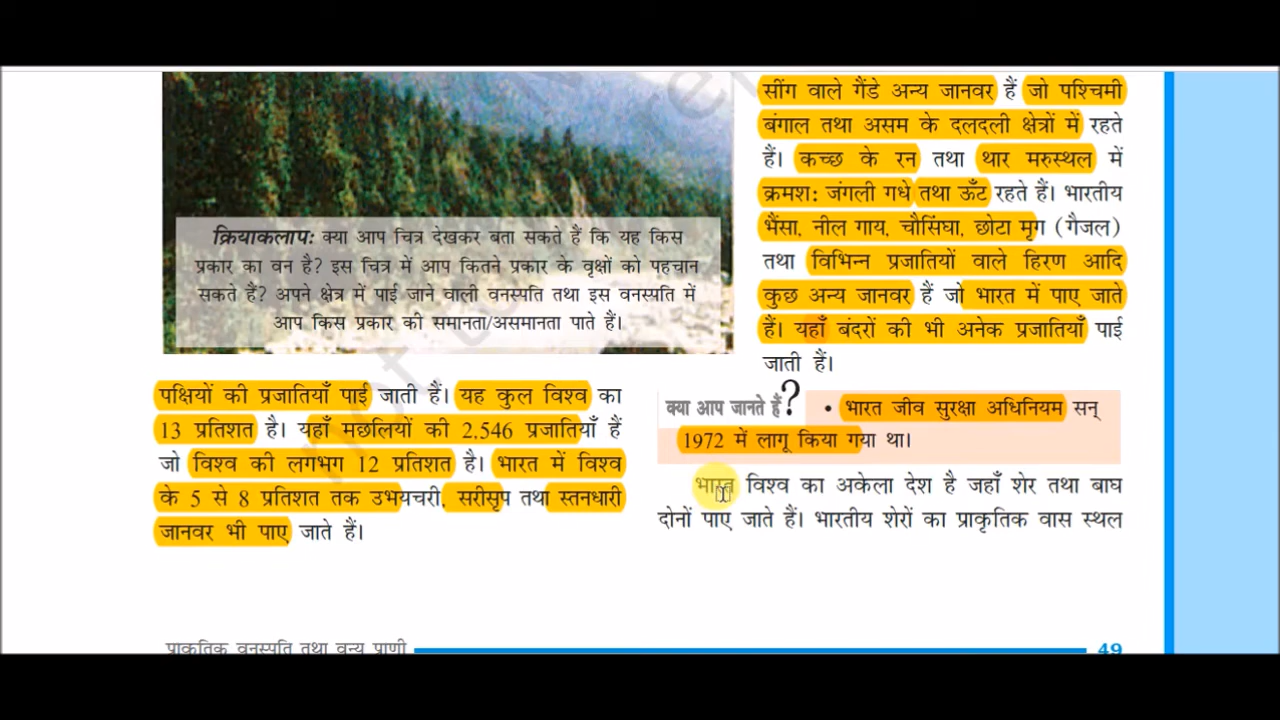 क्रियाकलाप: क्या आप चित्र देखकर बता सकते हैं कि यह किस
प्रकार का वन है? इस चित्र में आप कितने प्रकार के वृक्षों को पहचान
सकते हैं? अपने क्षेत्र में पाई जाने वाली वनस्पति तथा इस वनस्पति में
आप किस प्रकार की समानता/असमानता पाते हैं।
पक्षियों की प्रजातियाँ पाई जाती हैं। यह कुल विश्व का
13 प्रतिशत है। यहाँ मछलियों की 2,546 प्रजातियाँ हैं
जो विश्व की लगभग 12 प्रतिशत है। भारत में विश्व
के 5 से 8 प्रतिशत तक उभयचरी, सरीसृप तथा स्तनधारी
जानवर भी पाए जाते हैं।
सींग वाले गैंडे अन्य जानवर हैं जो पश्चिमी
बंगाल तथा असम के दलदली क्षेत्रों में रहते
हैं। कच्छ के रन तथा थार मरुस्थल में
क्रमश: जंगली गधे तथा ऊँट रहते हैं। भारतीय
भैंसा, नील गाय, चौसिंघा, छोटा मृग (गैजल)
तथा विभिन्न प्रजातियों वाले हिरण आदि
कुछ अन्य जानवर हैं जो भारत में पाए जाते
हैं। यहाँ बंदरों की भी अनेक प्रजातियाँ पाई
जाती हैं।
क्या आप जानते हैं? • भारत जीव सुरक्षा अधिनियम सन्
1972 में लागू किया गया था।
भारत विश्व का अकेला देश है जहाँ शेर तथा बाघ
दोनों पाए जाते हैं। भारतीय शेरों का प्राकृतिक वास स्थल
प्राकृतिक वनस्पति तथा वन्य प्राणी 49